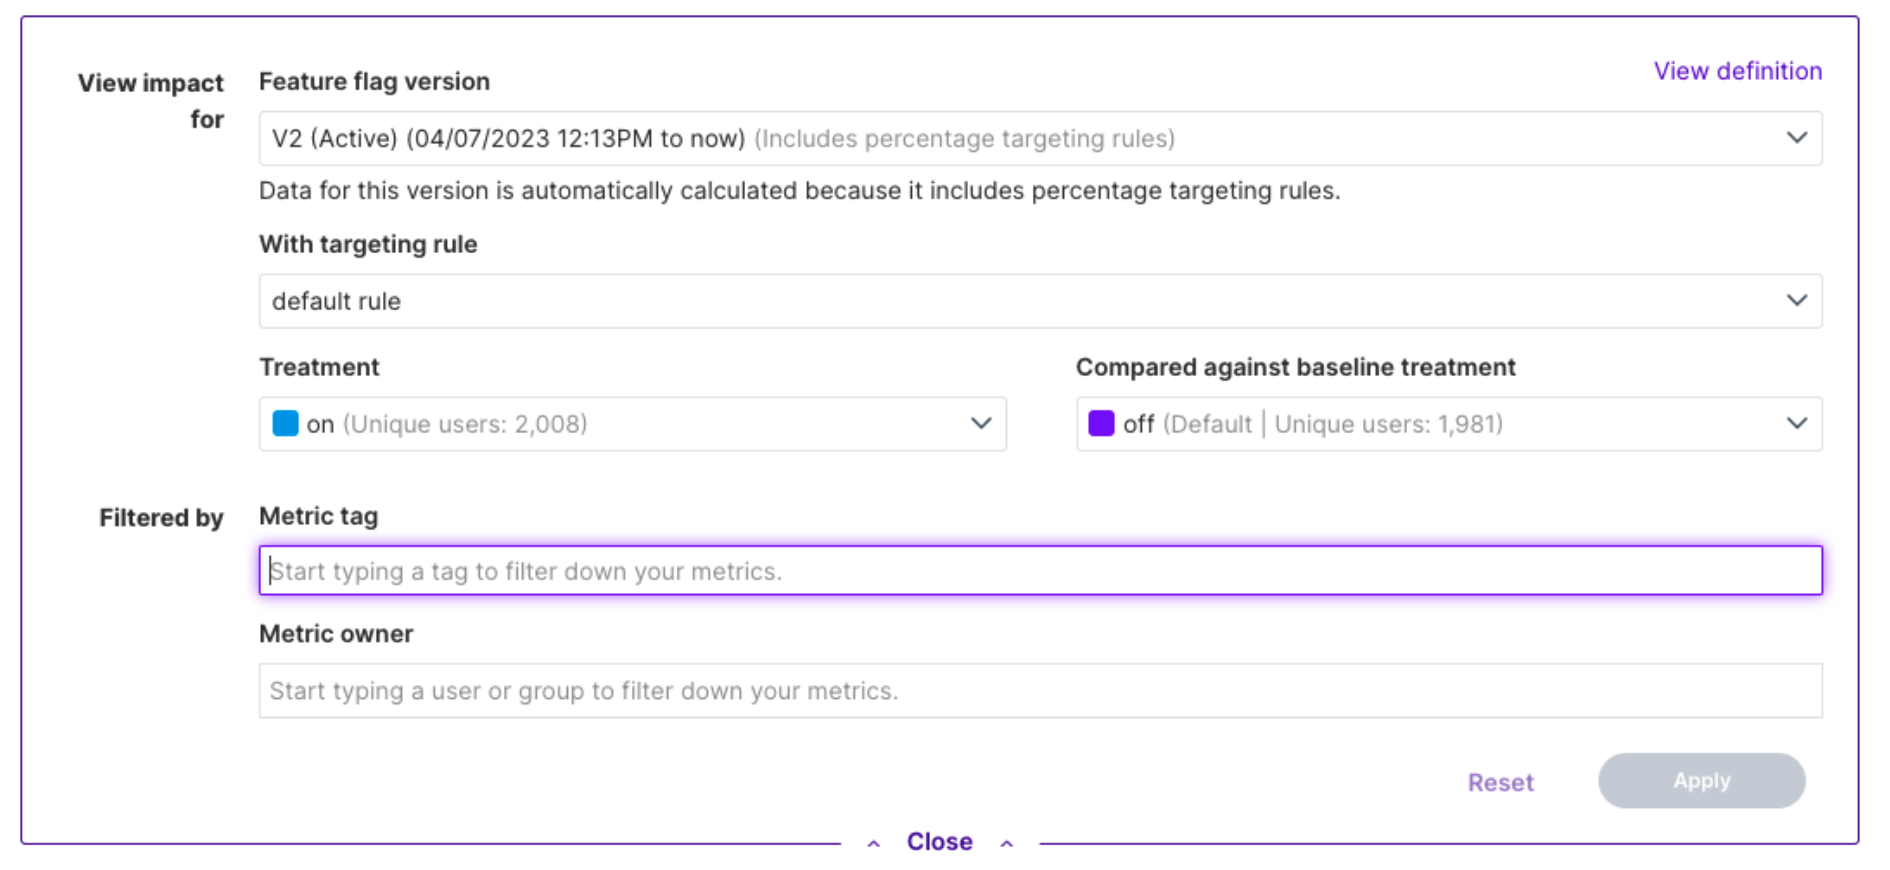 View impact for
Feature flag version
View definition
V2 (Active) (04/07/2023 12:13PM to now) (Includes percentage targeting rules)
Data for this version is automatically calculated because it includes percentage targeting rules.
With targeting rule
default rule
Treatment
Compared against baseline treatment
on (Unique users: 2,008)
off (Default | Unique users: 1,981)
Filtered by
Metric tag
Start typing a tag to filter down your metrics.
Metric owner
Start typing a user or group to filter down your metrics.
Reset
Apply
Close